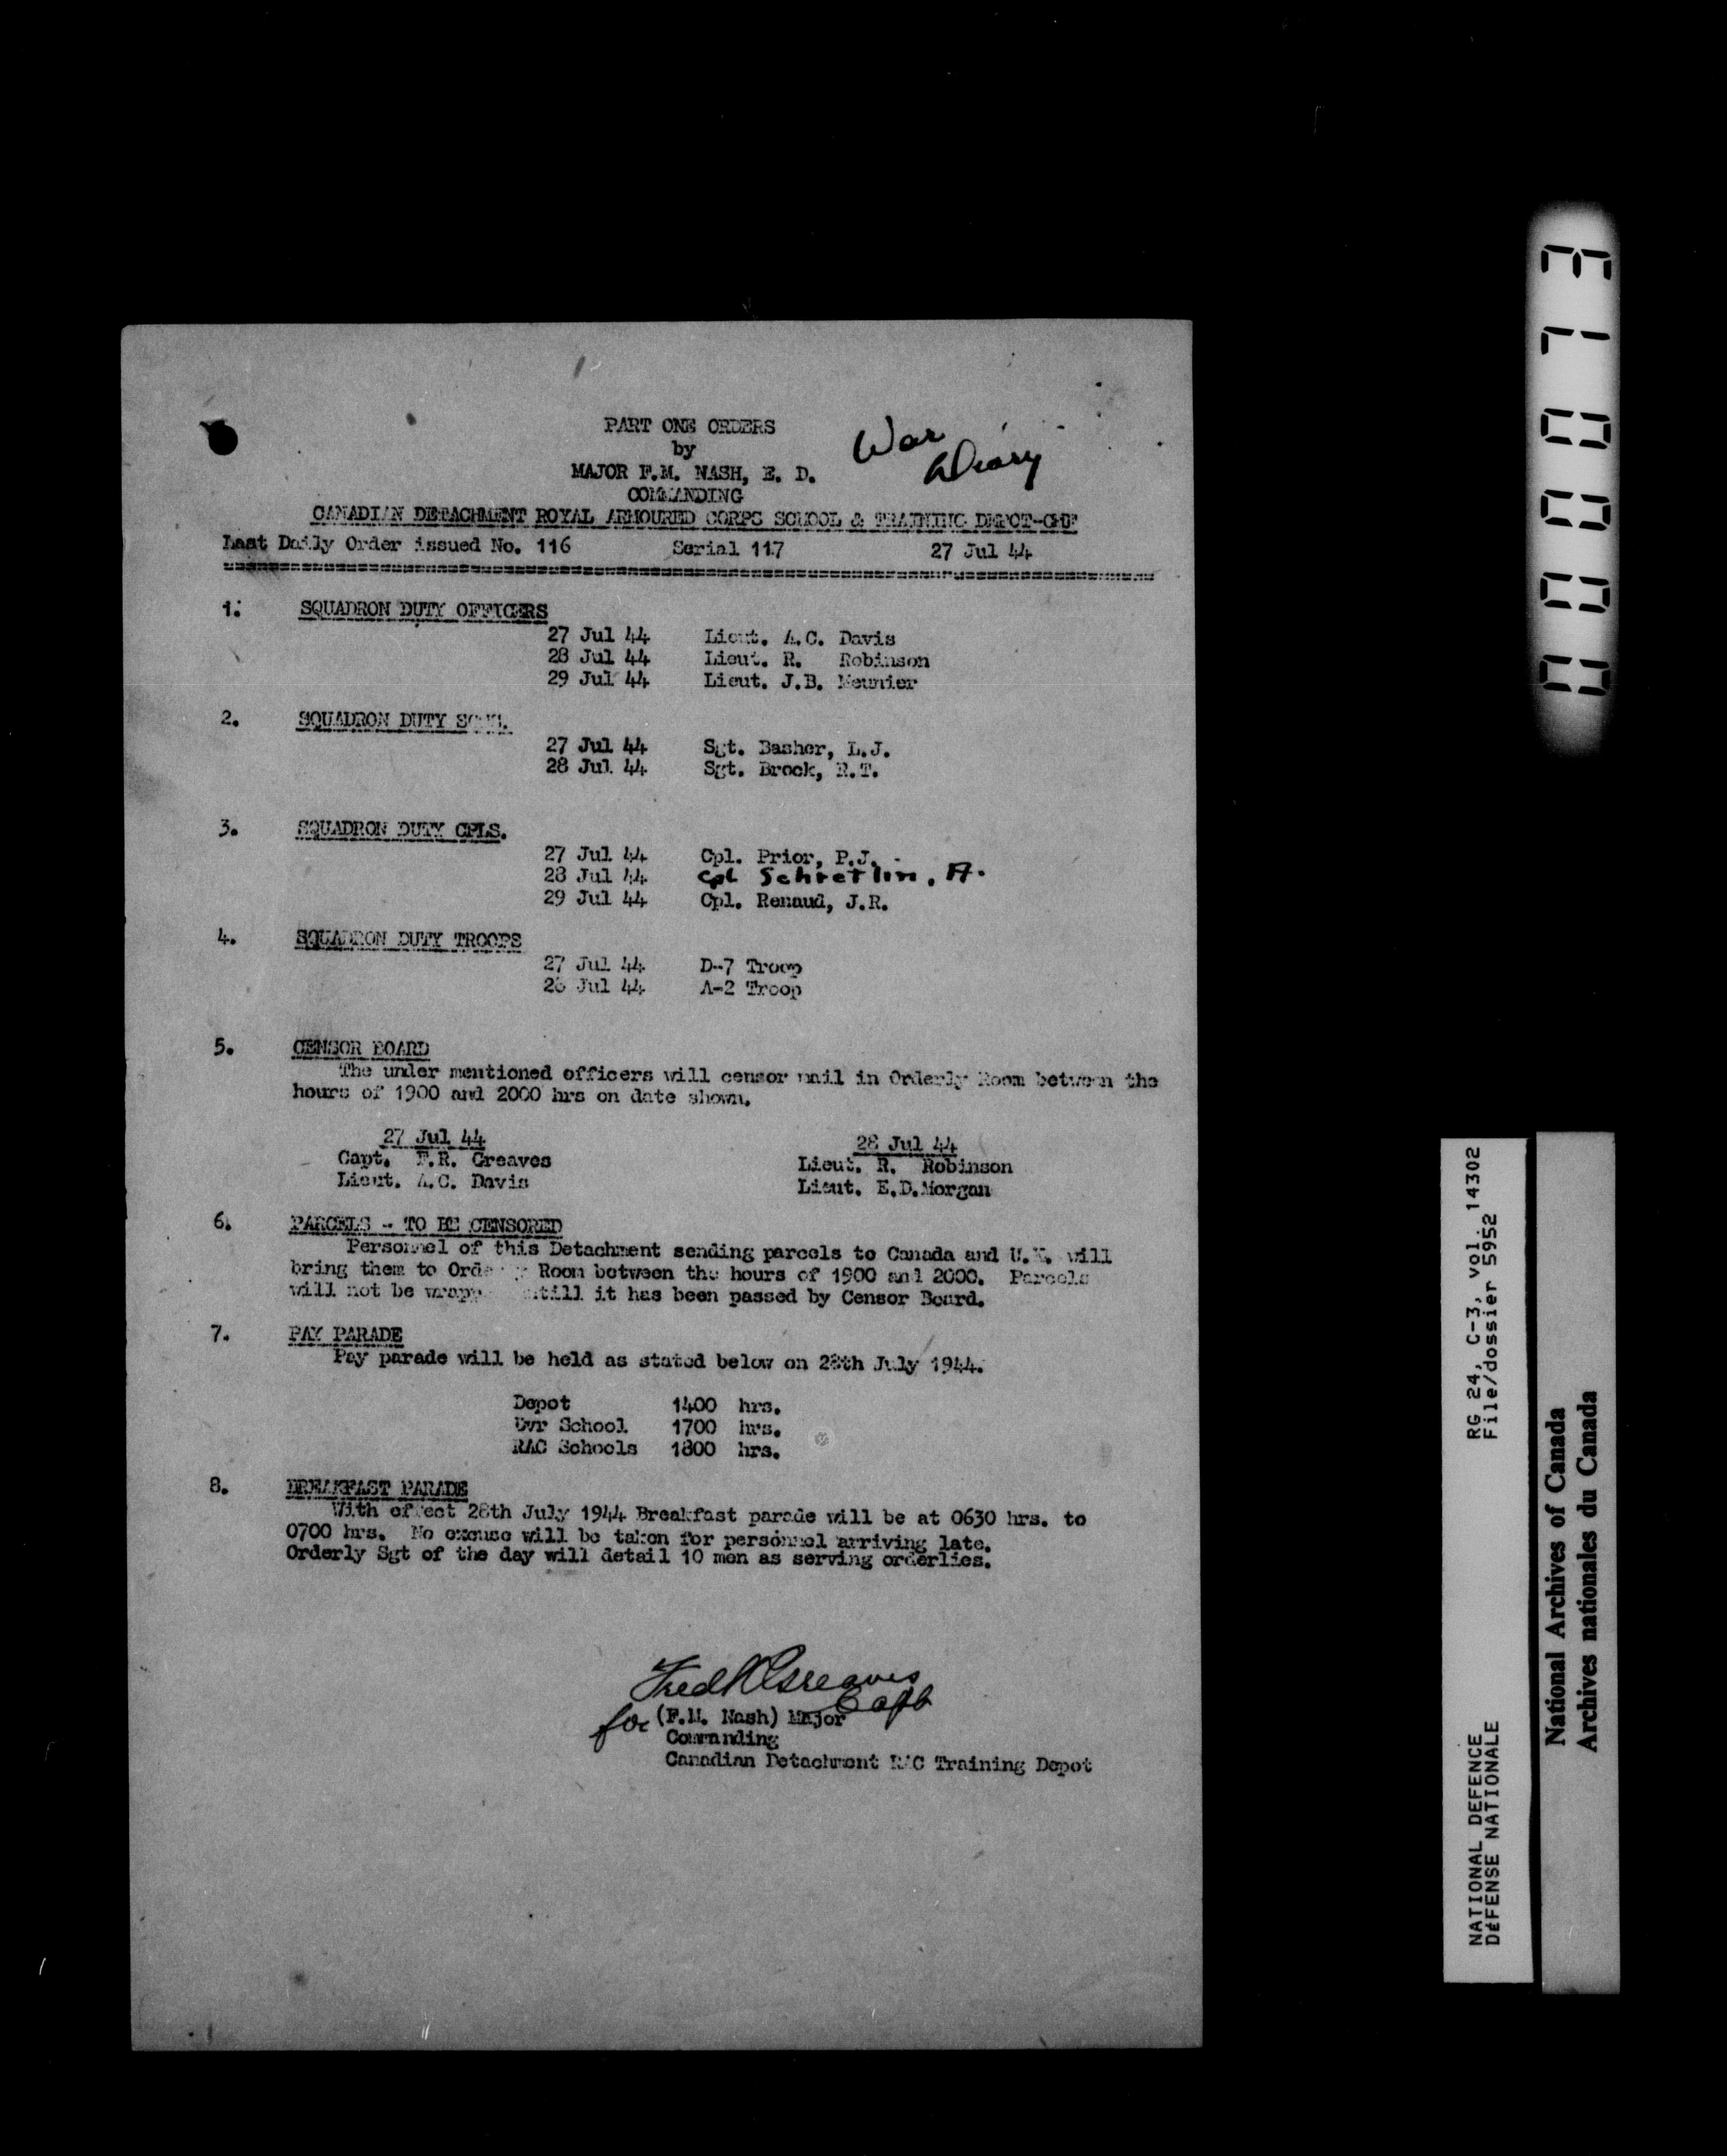 PART ONE ORDERS
by
MAJOR F.M. NASH, E. D.
COMMANDING
War Diary
CANADIAN DETACHMENT ROYAL ARMOURED CORPS SCHOOL & TRAINING DEPOT-CMF
Last Daily Order issued No. 116 Serial 117 27 Jul 44
1. SQUADRON DUTY OFFICERS
27 Jul 44 Lieut. A.C. Davis
28 Jul 44 Lieut. R. Robinson
29 Jul 44 Lieut. J.B. Meunier
2. SQUADRON DUTY
27 Jul 44 Sgt. Basher, L.J.
28 Jul 44 Sgt. Brock, R.T.
3. SQUADRON DUTY CPLS.
27 Jul 44 Cpl. Prior, P.J.
28 Jul 44 Cpl Schretlin, A.
29 Jul 44 Cpl. Renaud, J.R.
4. SQUADRON DUTY TROOPS
27 Jul 44 D-7 Troop
28 Jul 44 A-2 Troop
5. CENSOR BOARD
The under mentioned officers will censor mail in Orderly Room between the
hours of 1900 and 2000 hrs on date shown.
27 Jul 44 28 Jul 44
Capt. F.R. Greaves Lieut. R. Robinson
Lieut. A.C. Davis Lieut. E.D.Morgan
6. PARCELS - TO BE CENSORED
Personnel of this Detachment sending parcels to Canada and U.K. will
bring them to Orderly Room between the hours of 1900 and 2000. Parcels
will not be it has been passed by Censor Board.
7. PAY PARADE
Pay parade will be held as stated below on 28th July 1944.
Depot 1400 hrs.
Dvr School 1700 hrs.
RAC Schools 1800 hrs.
8. BREAKFAST PARADE
With effect 28th July 1944 Breakfast parade will be at 0630 hrs. to
0700 hrs. No excuse will be taken for personnel arriving late.
Orderly Sgt of the day will detail 10 men as serving orderlies.
Fred R Greaves Capt
for (F.M. Nash) Major
Commanding
Canadian Detachment RAC Training Depot
000073
RG 24, C-3, vol. 14302
File/dossier 5952
NATIONAL DEFENCE
DÉFENSE NATIONALE
National Archives of Canada
Archives nationales du Canada